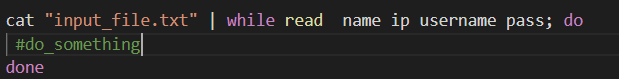 cat "input_file.txt" | while read  name ip username pass; do
 #do_something
done